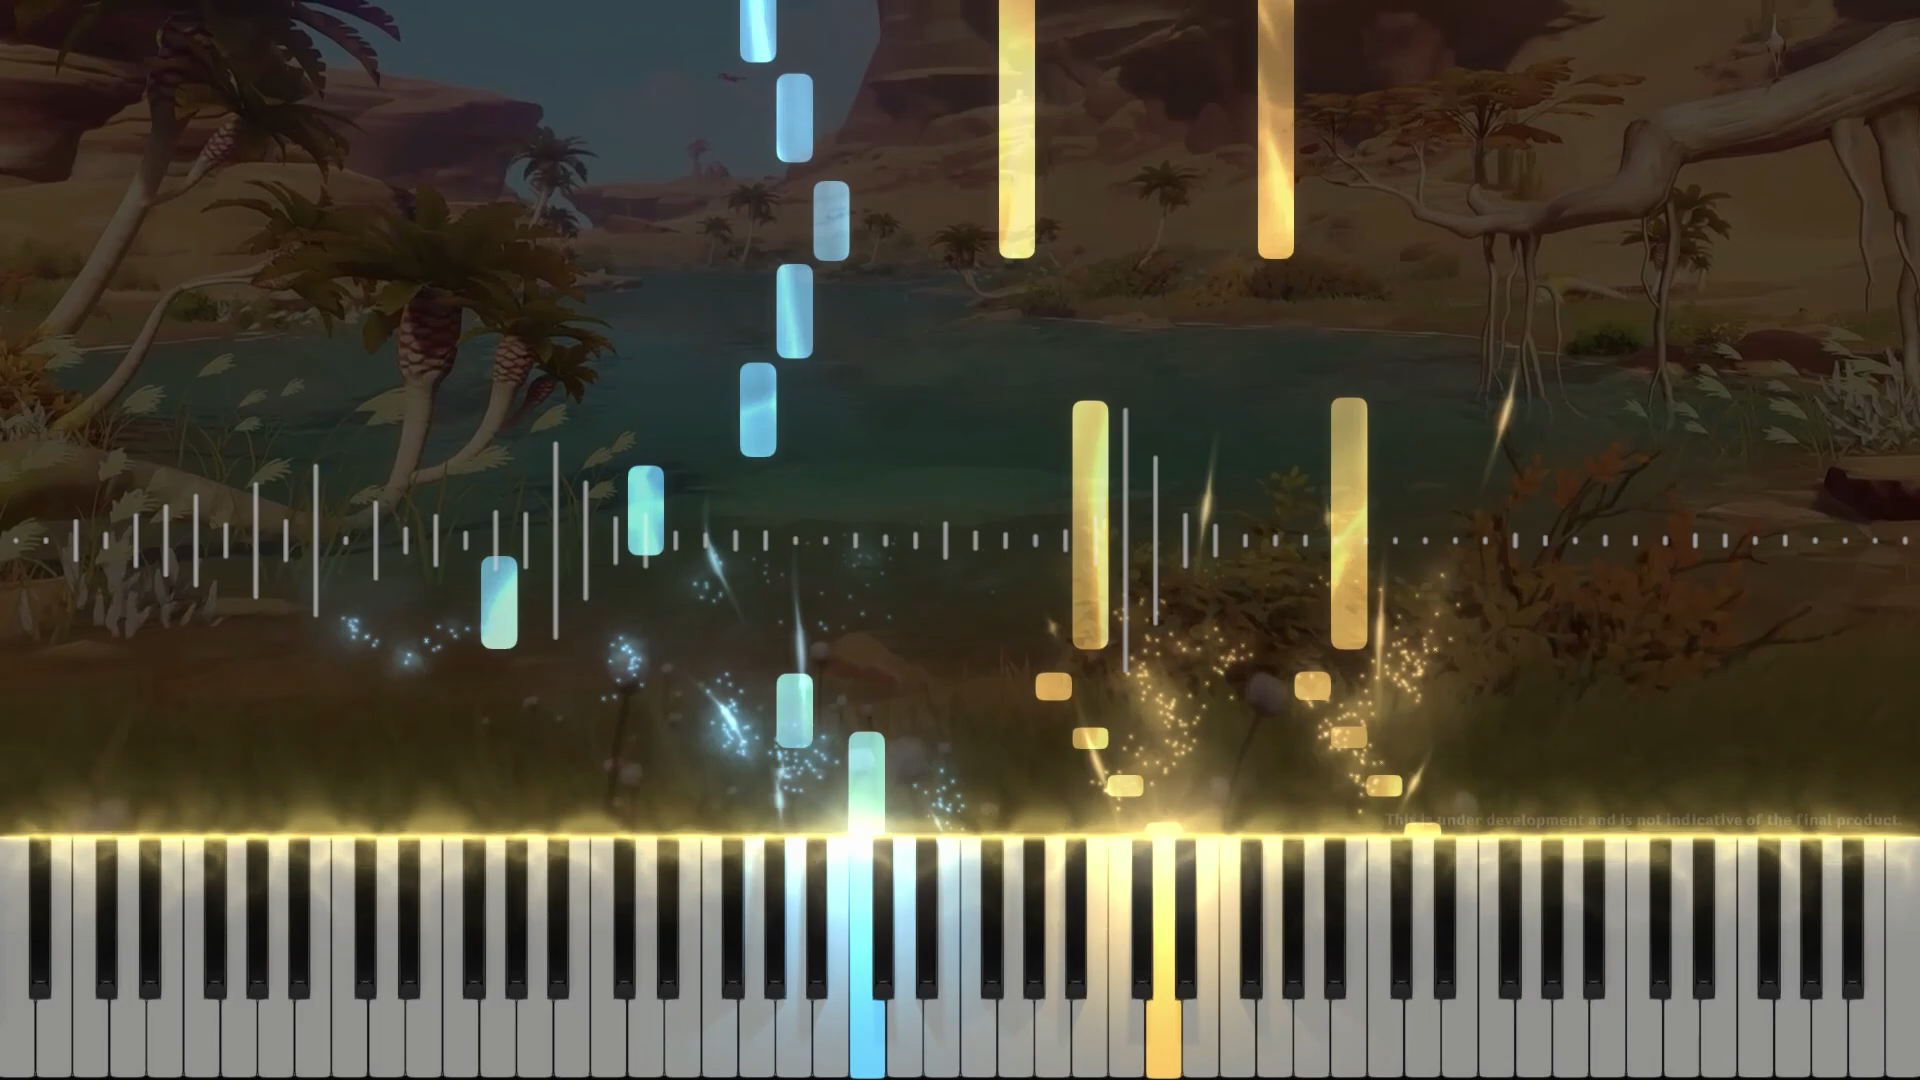 This is under development and is not indicative of the final product.